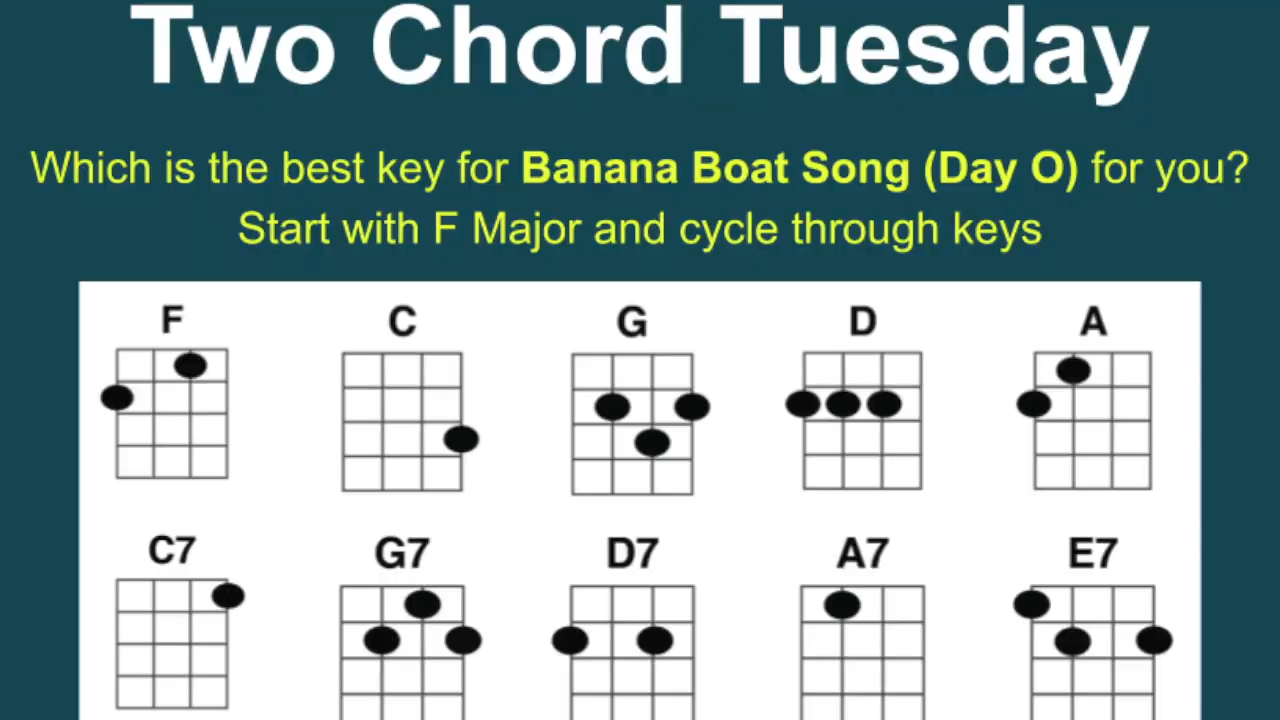 Two Chord Tuesday
Which is the best key for Banana Boat Song (Day O) for you?
Start with F Major and cycle through keys
F C G D A
C7 G7 D7 A7 E7